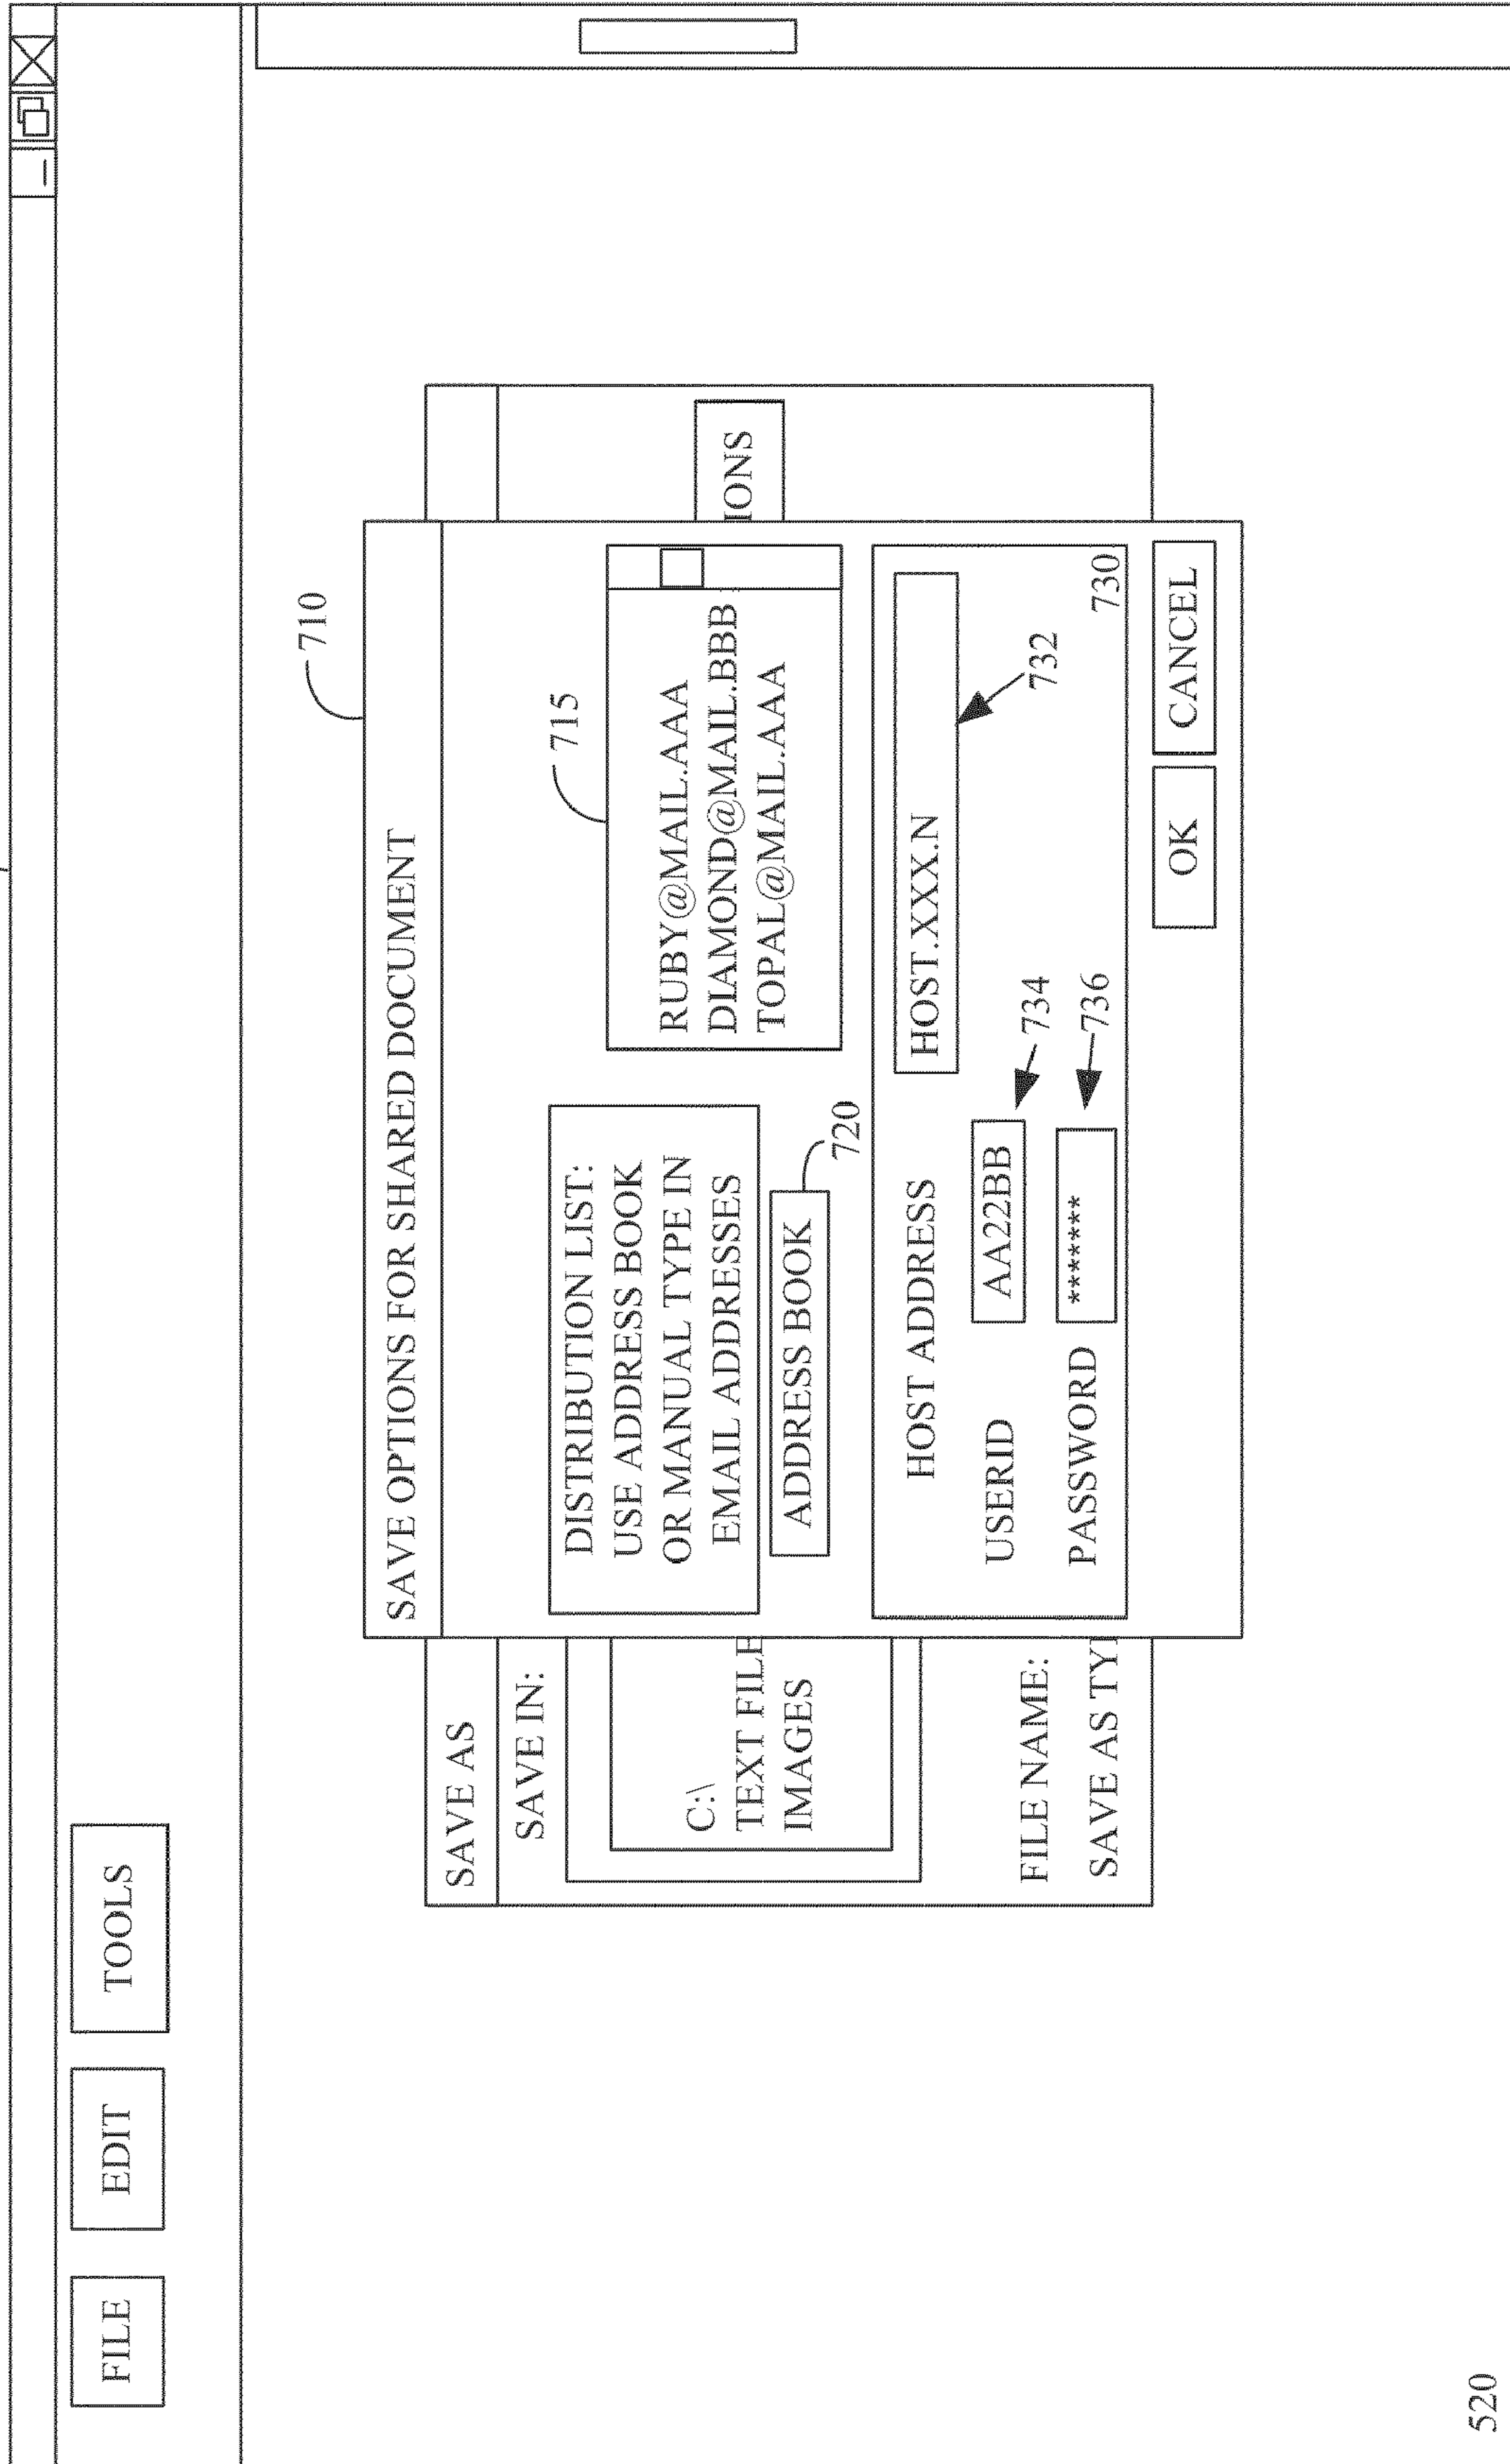 FILE
EDIT
TOOLS
710
SAVE OPTIONS FOR SHARED DOCUMENT
SAVE AS
SAVE IN:
C:\
TEXT FILE
IMAGES
FILE NAME:
SAVE AS TYP
DISTRIBUTION LIST:
USE ADDRESS BOOK
OR MANUAL TYPE IN
EMAIL ADDRESSES
ADDRESS BOOK
720
715
RUBY@MAIL.AAA
DIAMOND@MAIL.BBB
TOPAL@MAIL.AAA
IONS
HOST ADDRESS
HOST.XXX.N
732
USERID
AA22BB
734
PASSWORD
********
736
730
OK
CANCEL
520